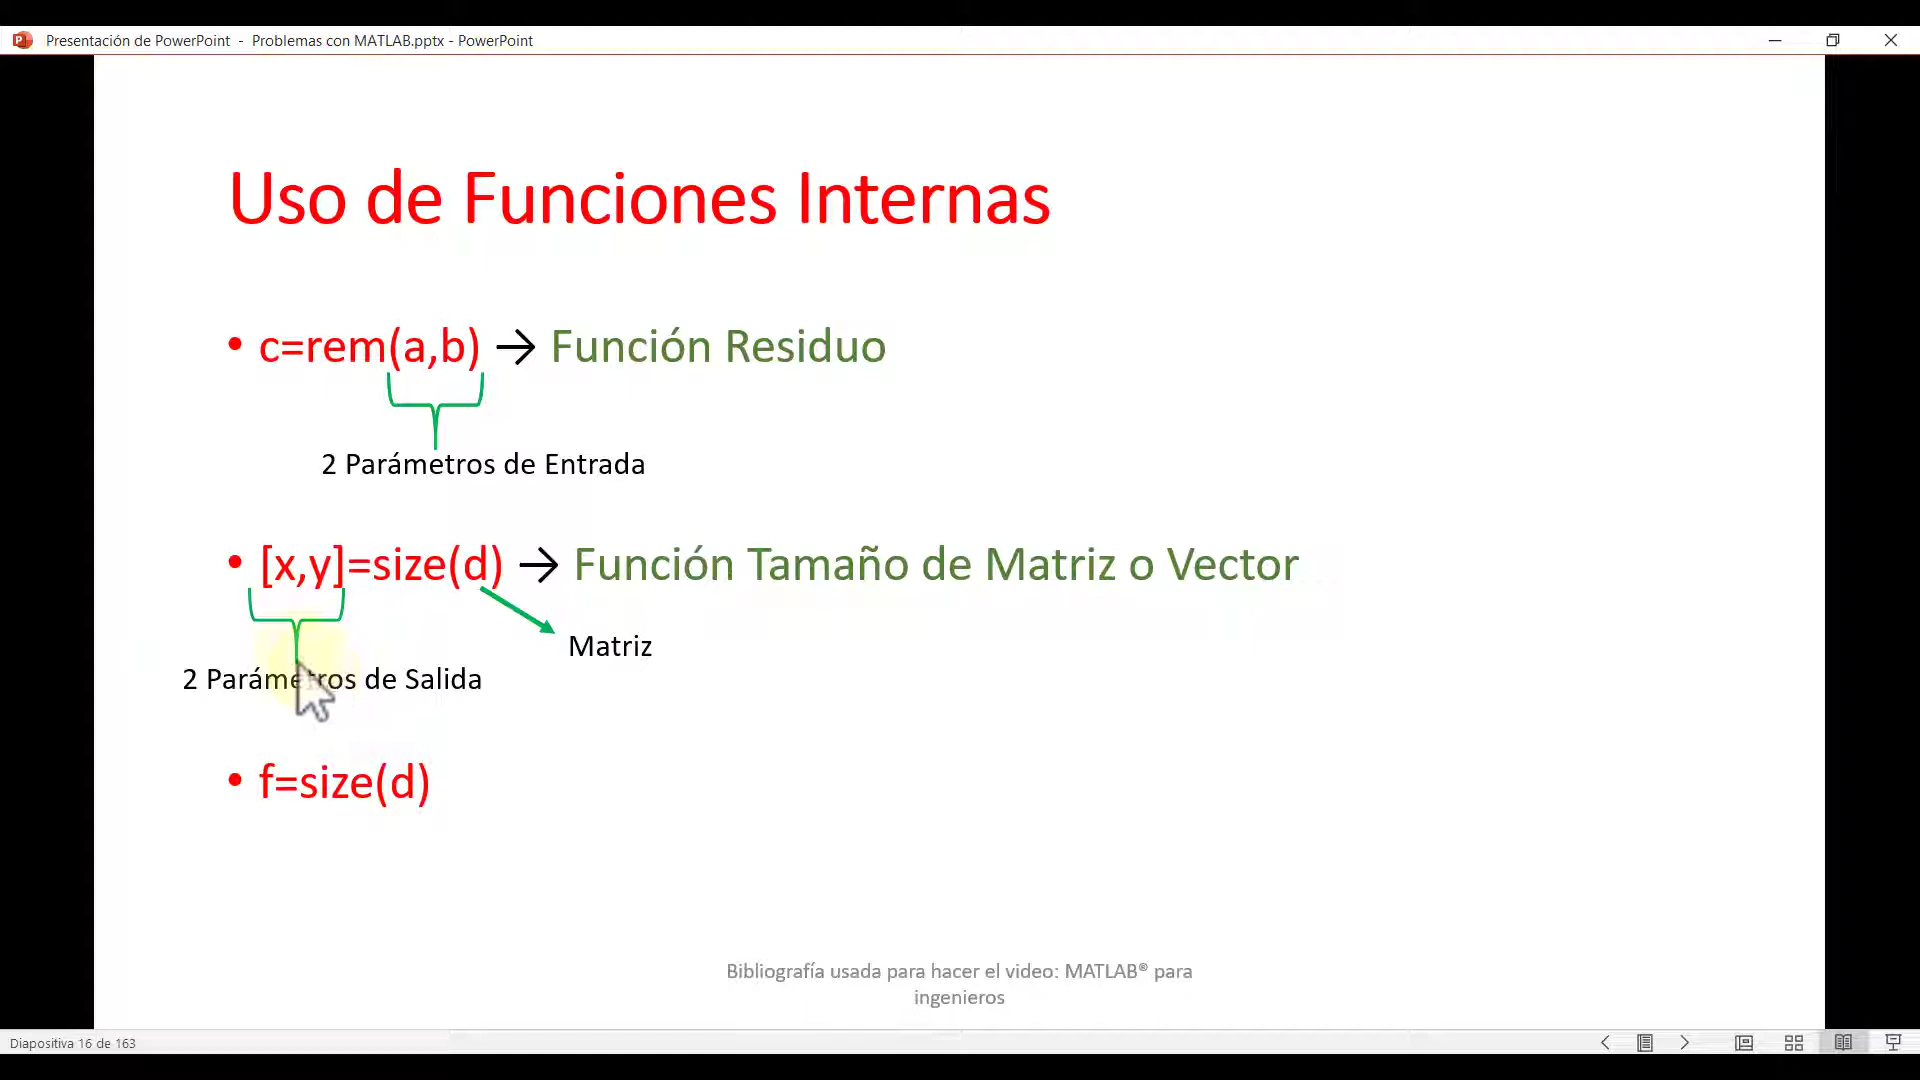 Presentación de PowerPoint - Problemas con MATLAB.pptx - PowerPoint
Uso de Funciones Internas
• c=rem(a,b) → Función Residuo
2 Parámetros de Entrada
• [x,y]=size(d) → Función Tamaño de Matriz o Vector
Matriz
2 Parámetros de Salida
• f=size(d)
Bibliografía usada para hacer el video: MATLAB® para
ingenieros
Diapositiva 16 de 163